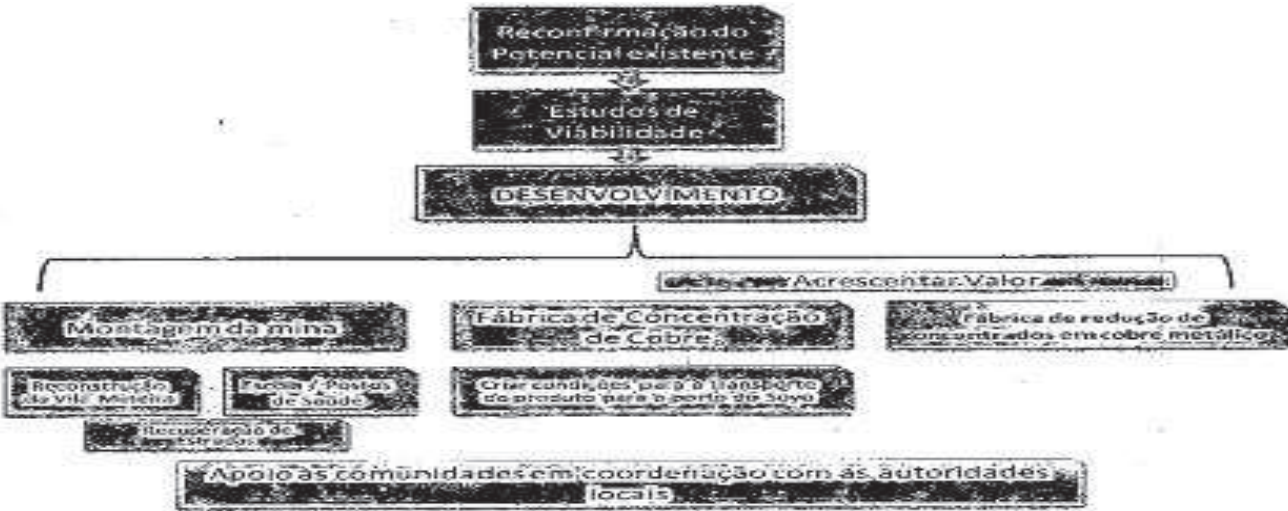 Reconfirmação do
Potencial existente
Estudos de
Viabilidade
DESENVOLVIMENTO
Acrescentar Valor
Montagem da mina
Fábrica de Concentração
de Cobre
Fábrica de redução de
concentrados em cobre metálico
Reconstrução
da Vila Mineira
Postos
de Saúde
Criar condições para o transporte
do produto para o porto do Soyo
Recuperação de
Estradas
Apoio as comunidades em coordenação com as autoridades
locais